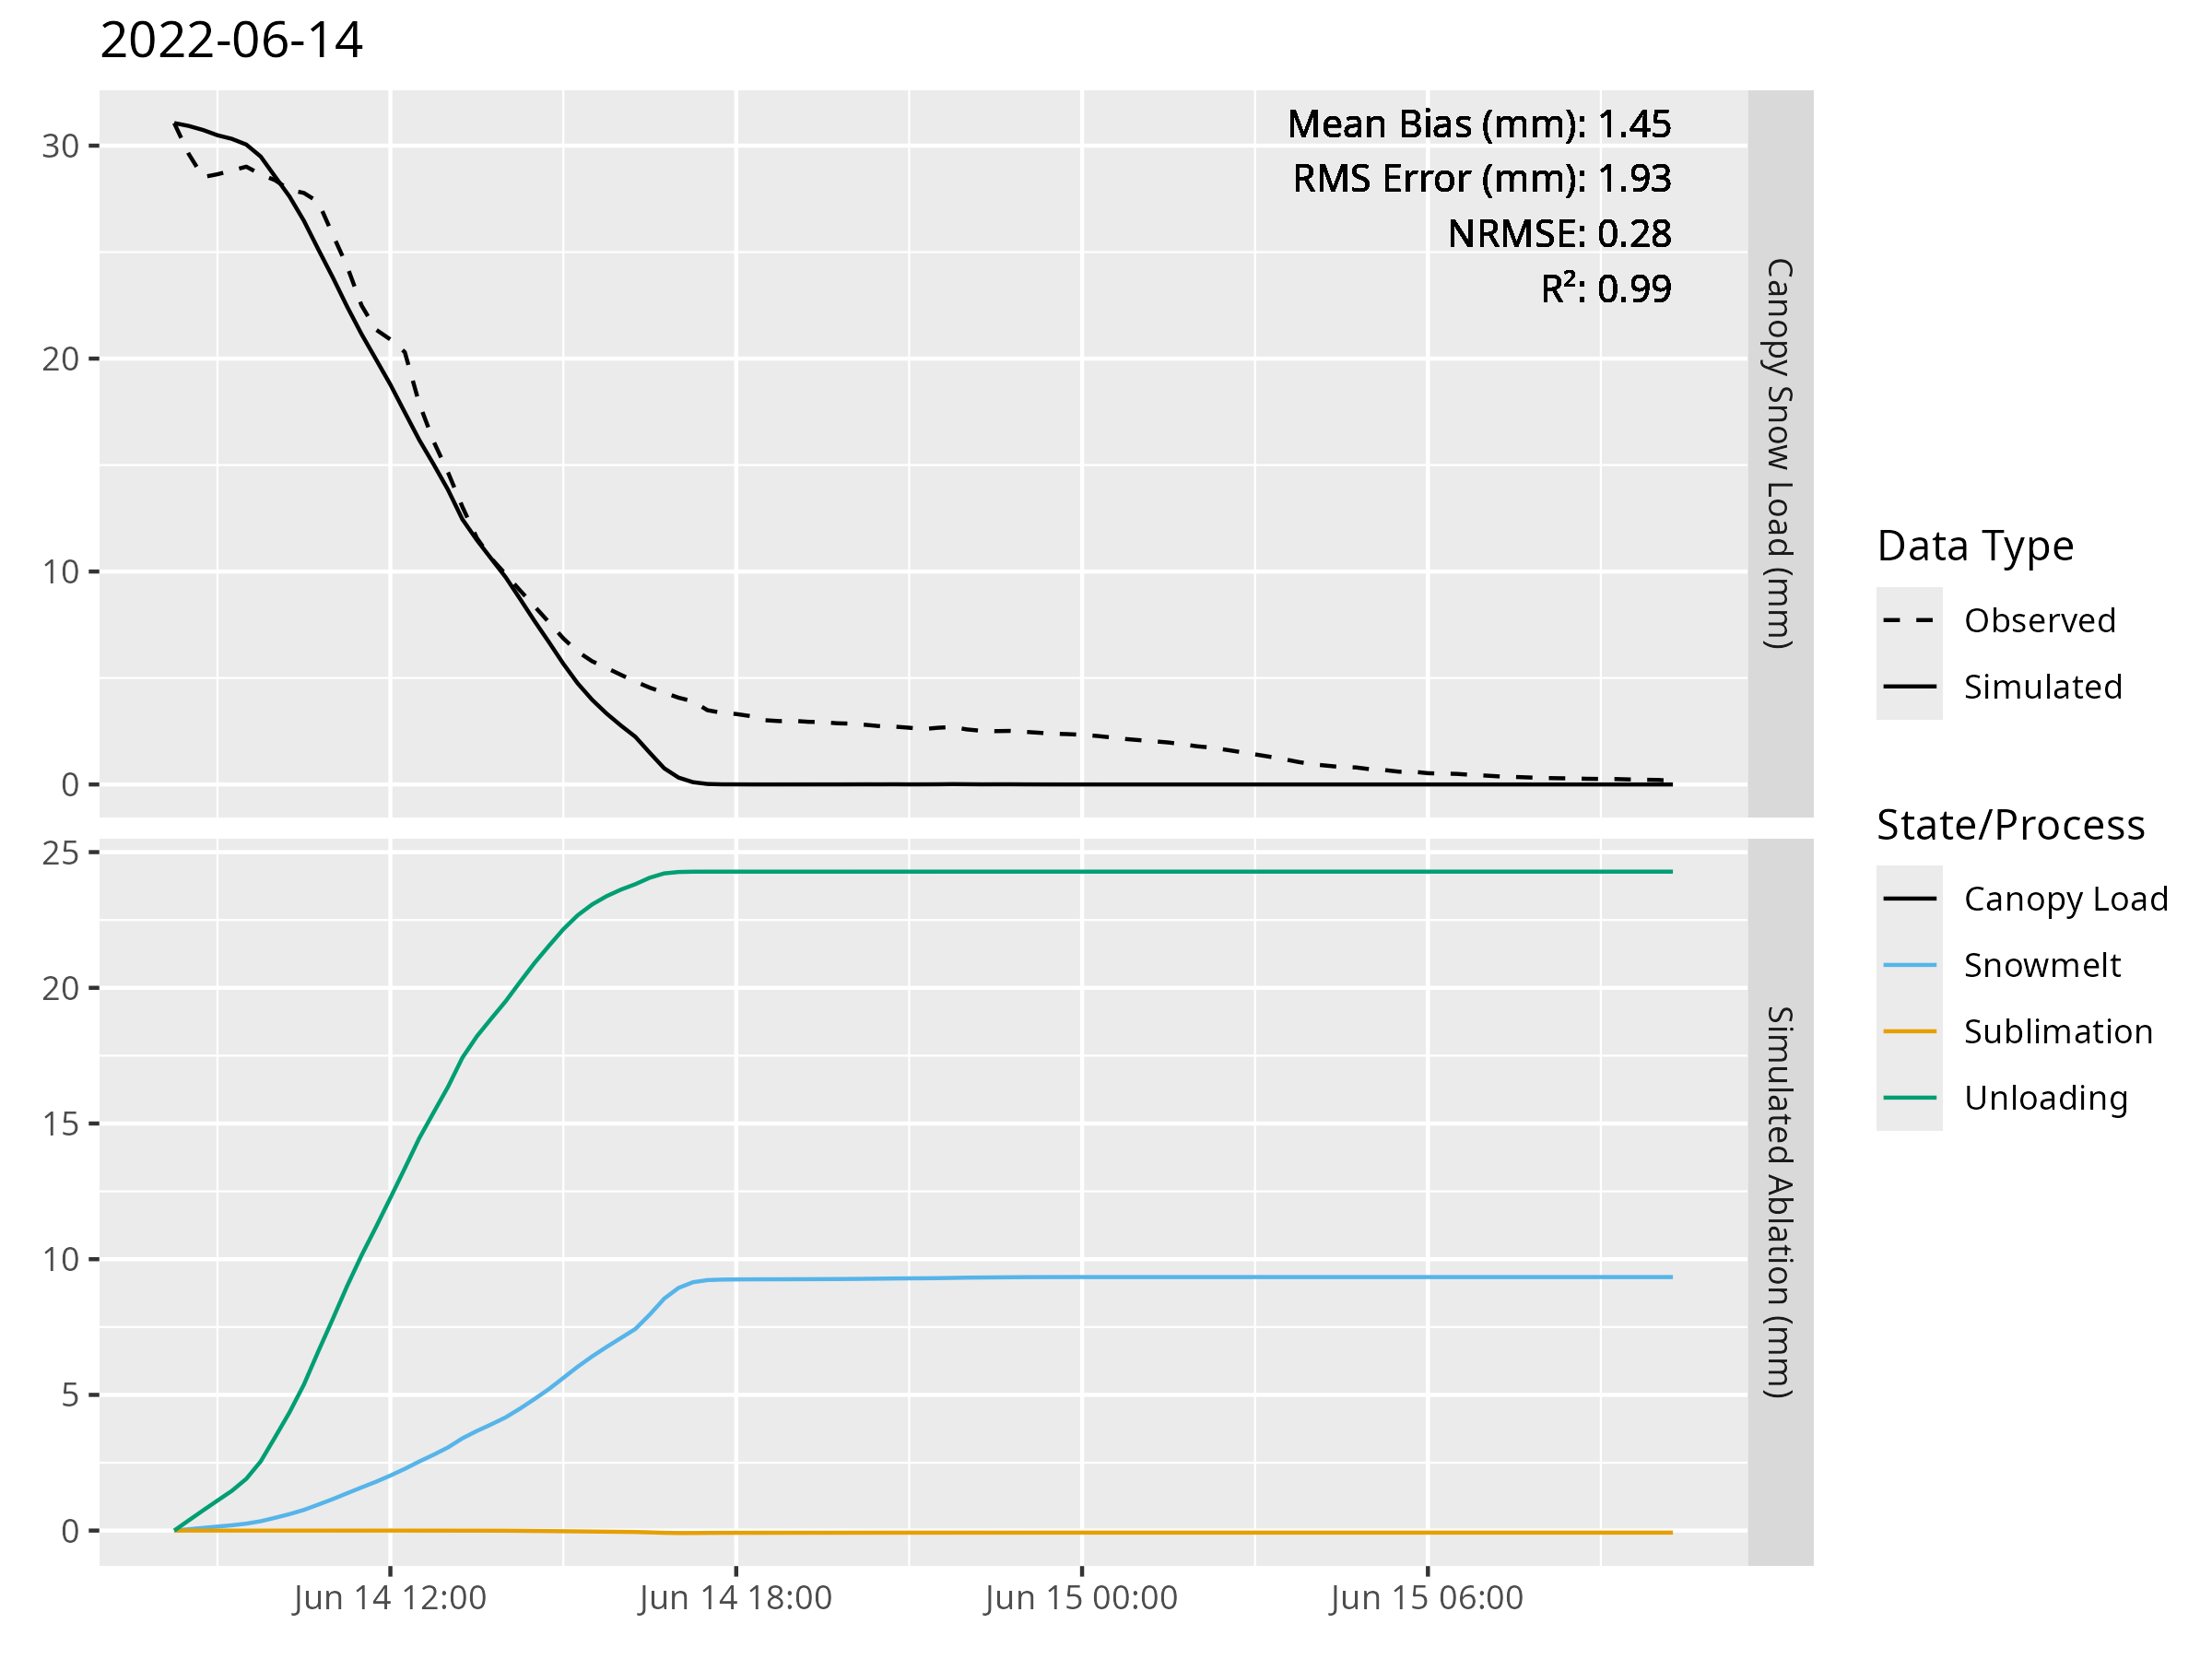 2022-06-14
30
20
10
0
Mean Bias (mm): 1.45
RMS Error (mm): 1.93
NRMSE: 0.28
R²: 0.99
Canopy Snow Load (mm)
25
20
15
10
5
0
Simulated Ablation (mm)
Jun 14 12:00
Jun 14 18:00
Jun 15 00:00
Jun 15 06:00
Data Type
Observed
Simulated
State/Process
Canopy Load
Snowmelt
Sublimation
Unloading